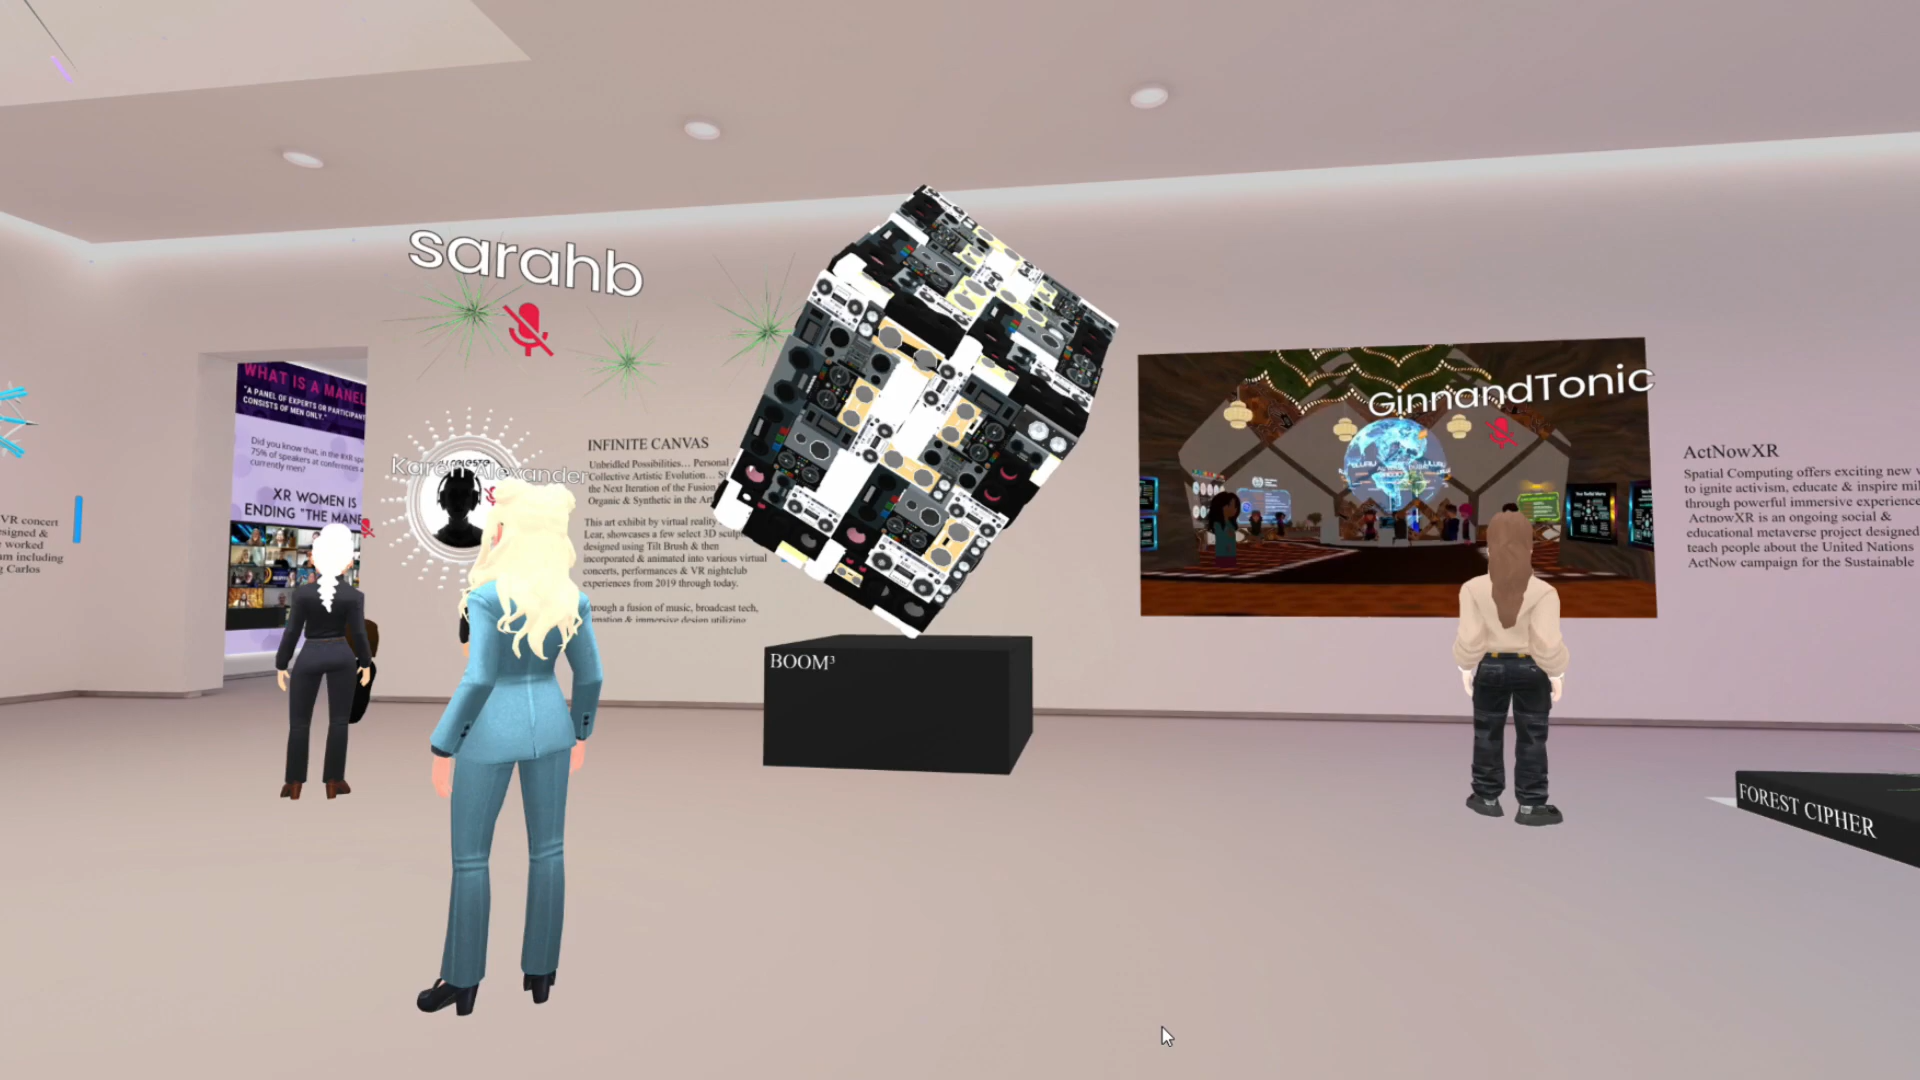 sarahb
WHAT IS A MANEL
"A PANEL OF EXPERTS OR PARTICIPANT
CONSISTS OF MEN ONLY."
Did you know that, in the XR spa
75% of speakers at conferences a
currently men?
XR WOMEN IS
ENDING "THE MANE
VR concert
esigned &
worked
am including
g Carlos
Karen Alexander
INFINITE CANVAS
Unbridled Possibilities... Personal
Collective Artistic Evolution... St
the Next Iteration of the Fusion
Organic & Synthetic in the Art
This art exhibit by virtual reality
Lear, showcases a few select 3D sculp
designed using Tilt Brush & then
incorporated & animated into various virtual
concerts, performances & VR nightclub
experiences from 2019 through today.
hrough a fusion of music, broadcast tech,
imation & immersive design utilizing
BOOM³
GinnandTonic
ActNowXR
Spatial Computing offers exciting new
to ignite activism, educate & inspire mil
through powerful immersive experience
ActnowXR is an ongoing social &
educational metaverse project designed
teach people about the United Nations
ActNow campaign for the Sustainable
FOREST CIPHER